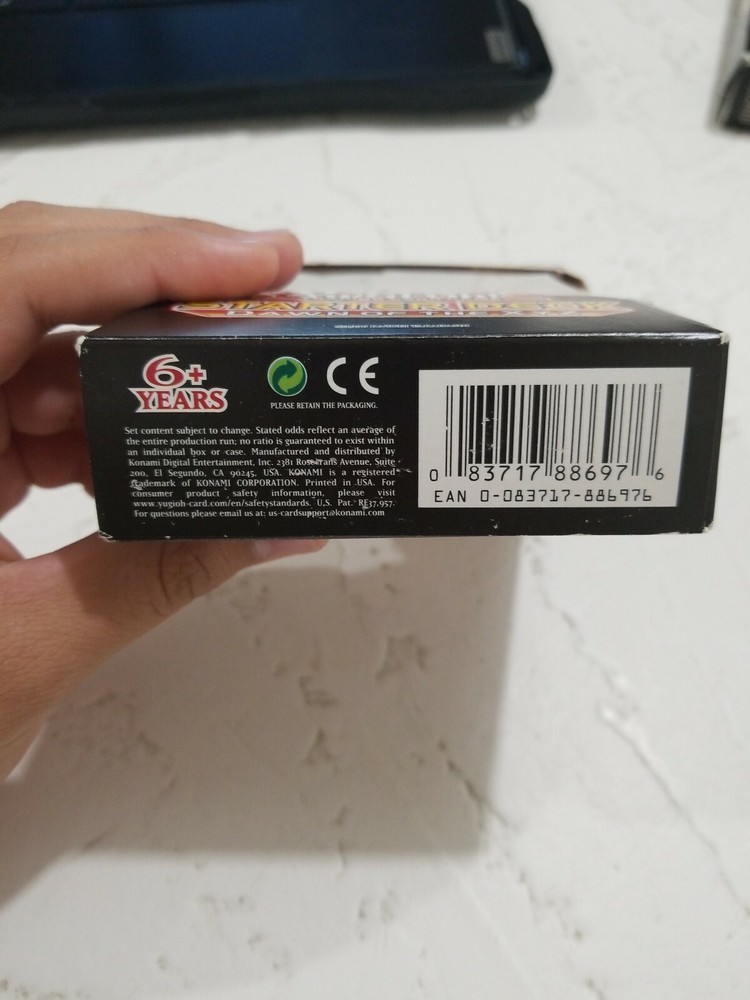 STARTER DECK
DAWN OF THE XYZ
6+
YEARS
CE
PLEASE RETAIN THE PACKAGING.
Set content subject to change. Stated odds reflect an average of
the entire production run; no ratio is guaranteed to exist within
an individual box or case. Manufactured and distributed by
Konami Digital Entertainment, Inc. 2381 Rosecrans Avenue, Suite
200, El Segundo, CA 90245, USA. KONAMI is a registered
trademark of KONAMI CORPORATION. Printed in USA. For
consumer product safety information, please visit
www.yugioh-card.com/en/safetystandards. U.S. Pat. RE37,957.
For questions please email us at: us-cardsupport@konami.com
0 83717 88697 6
EAN 0-083717-886976